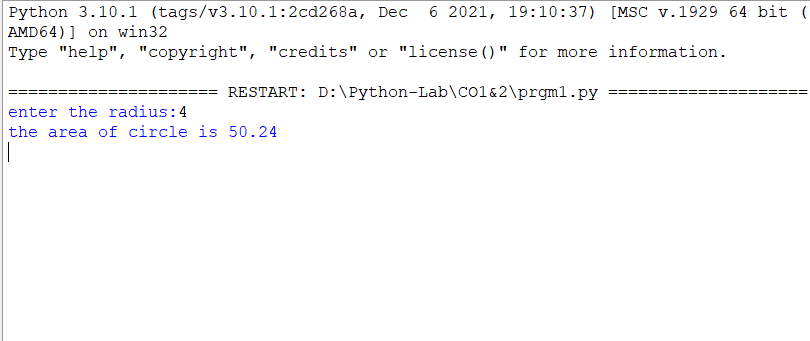 Python 3.10.1 (tags/v3.10.1:2cd268a, Dec  6 2021, 19:10:37) [MSC v.1929 64 bit (
AMD64)] on win32
Type "help", "copyright", "credits" or "license()" for more information.
===================== RESTART: D:\Python-Lab\CO1&2\prgm1.py ====================
enter the radius:4
the area of circle is 50.24